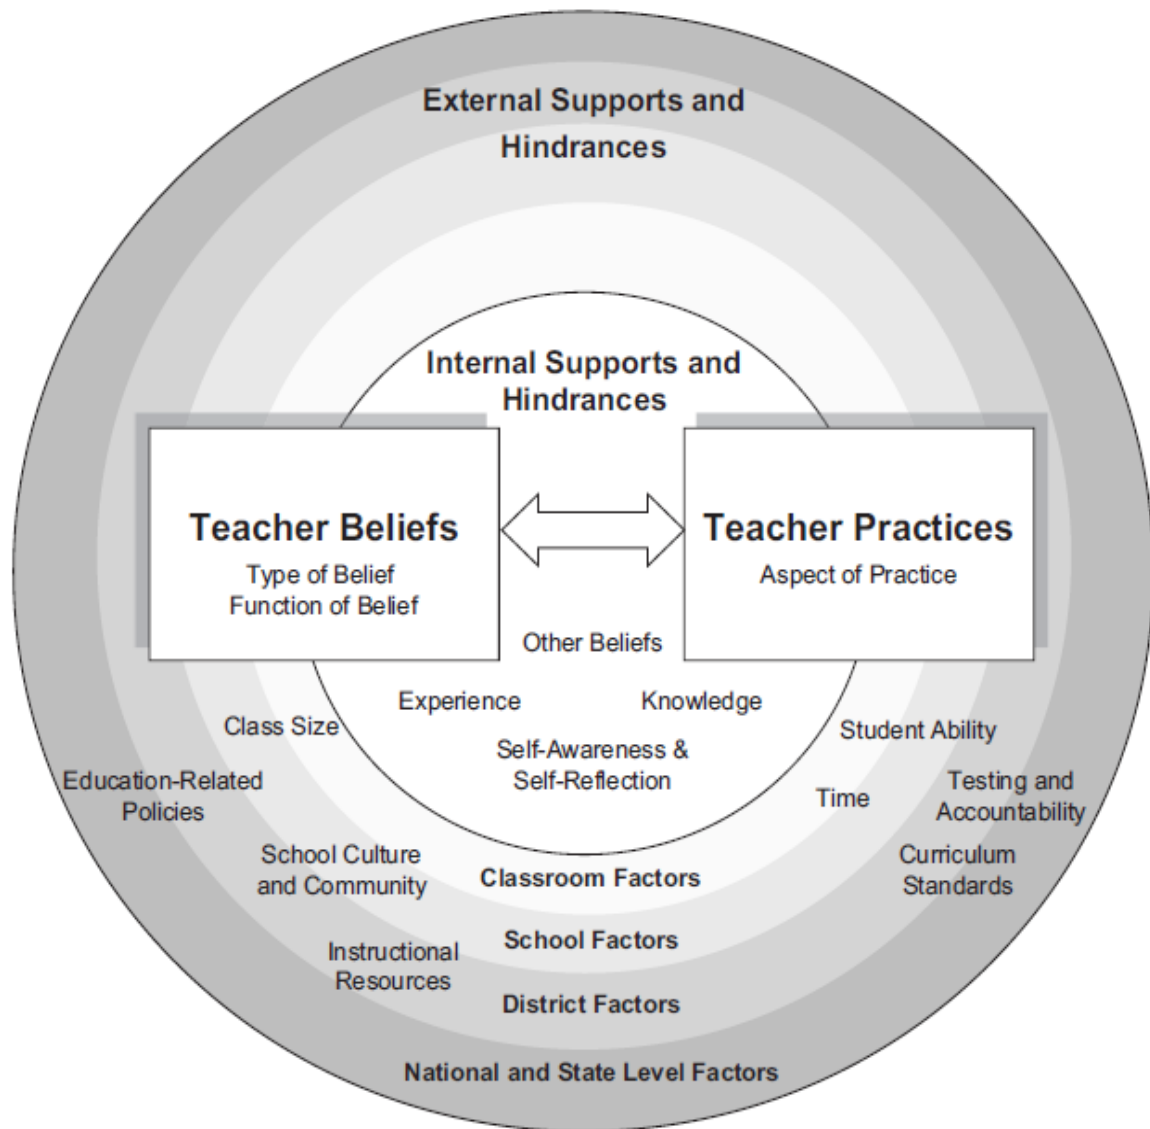 External Supports and
Hindrances
Internal Supports and
Hindrances
Teacher Beliefs
Type of Belief
Function of Belief
Teacher Practices
Aspect of Practice
Other Beliefs
Experience
Knowledge
Self-Awareness &
Self-Reflection
Class Size
Student Ability
Education-Related
Policies
Time
Testing and
Accountability
School Culture
and Community
Curriculum
Standards
Classroom Factors
School Factors
Instructional
Resources
District Factors
National and State Level Factors